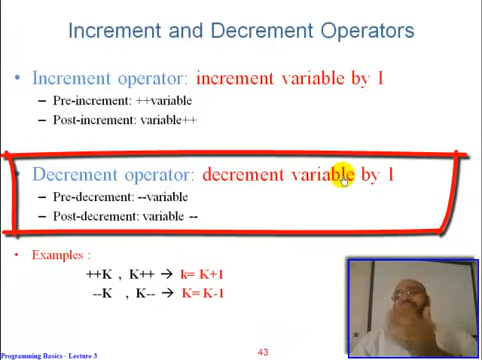 Increment and Decrement Operators
• Increment operator: increment variable by 1
– Pre-increment: ++variable
– Post-increment: variable++
• Decrement operator: decrement variable by 1
– Pre-decrement: --variable
– Post-decrement: variable --
• Examples :
++K , K++ → k= K+1
--K , K-- → K= K-1
Programming Basics - Lecture 3
43